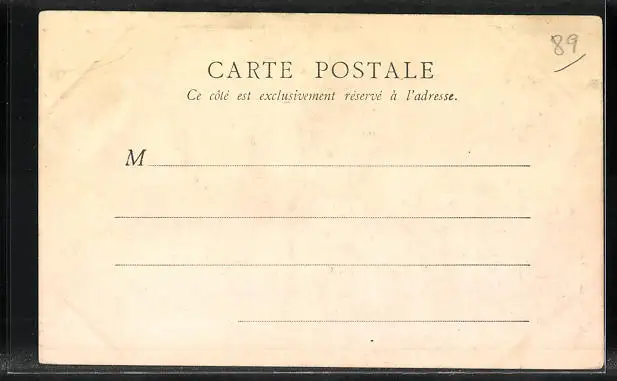 89
CARTE POSTALE
Ce côté est exclusivement réservé à l'adresse.
M